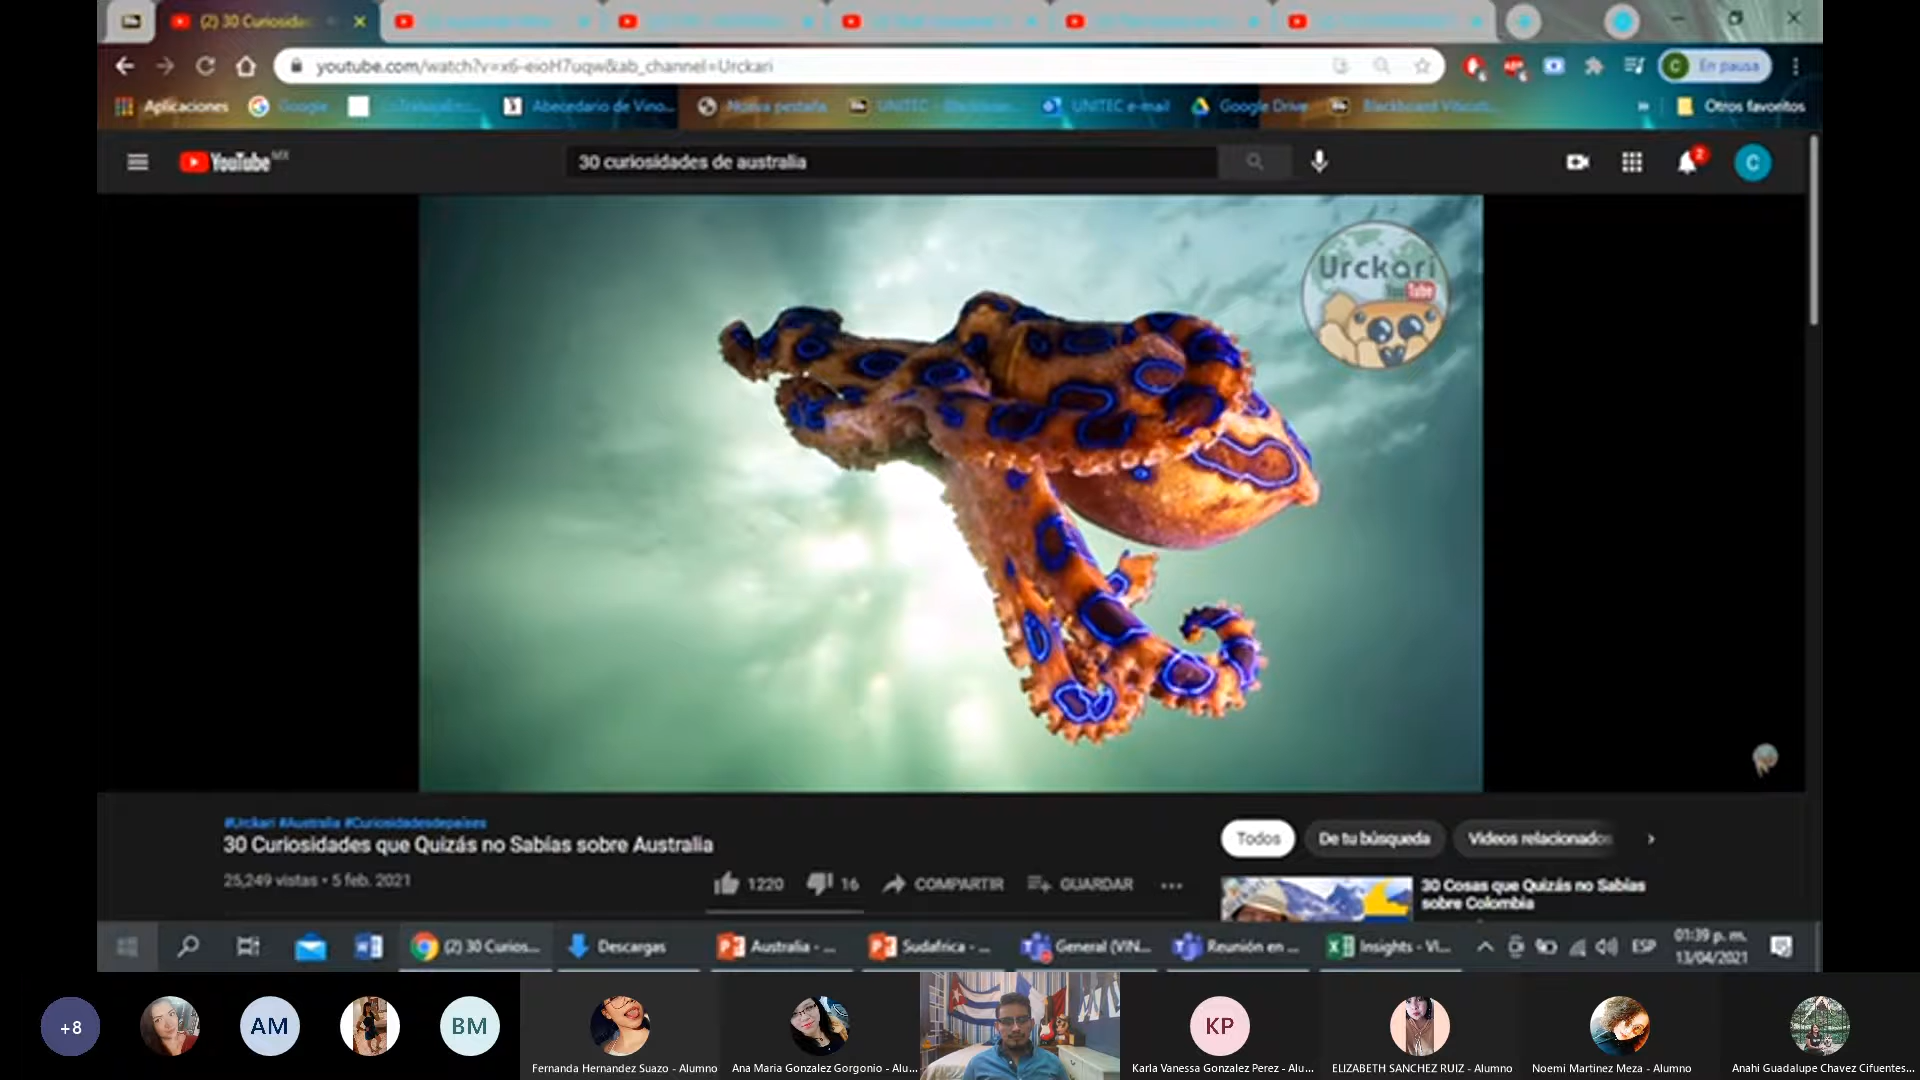 (2) 30 Curiosida
youtube.com/watch?v=x6-eioH7uqw&ab_channel=Urckari
En pausa
Aplicaciones
Google
Abecedario de Vino...
Nueva pestaña
UNITEC e-mail
Google Drive
Otros favoritos
YouTube MX
30 curiosidades de australia
2
C
Urckari
YouTube
#Urckari #Australia #Curiosidadesdepaíses
30 Curiosidades que Quizás no Sabías sobre Australia
25,249 vistas • 5 feb. 2021
1220
16
COMPARTIR
GUARDAR
Todos
De tu búsqueda
Videos relacionados
30 Cosas que Quizás no Sabías
sobre Colombia
(2) 30 Curios...
Descargas
Australia - ...
Sudafrica - ...
General (VIN...
Reunión en ...
Insights - VI...
ESP
01:39 p. m.
13/04/2021
+8
AM
BM
KP
Fernanda Hernandez Suazo - Alumno
Ana Maria Gonzalez Gorgonio - Alu...
Karla Vanessa Gonzalez Perez - Alu...
ELIZABETH SANCHEZ RUIZ - Alumno
Noemi Martinez Meza - Alumno
Anahi Guadalupe Chavez Cifuentes...